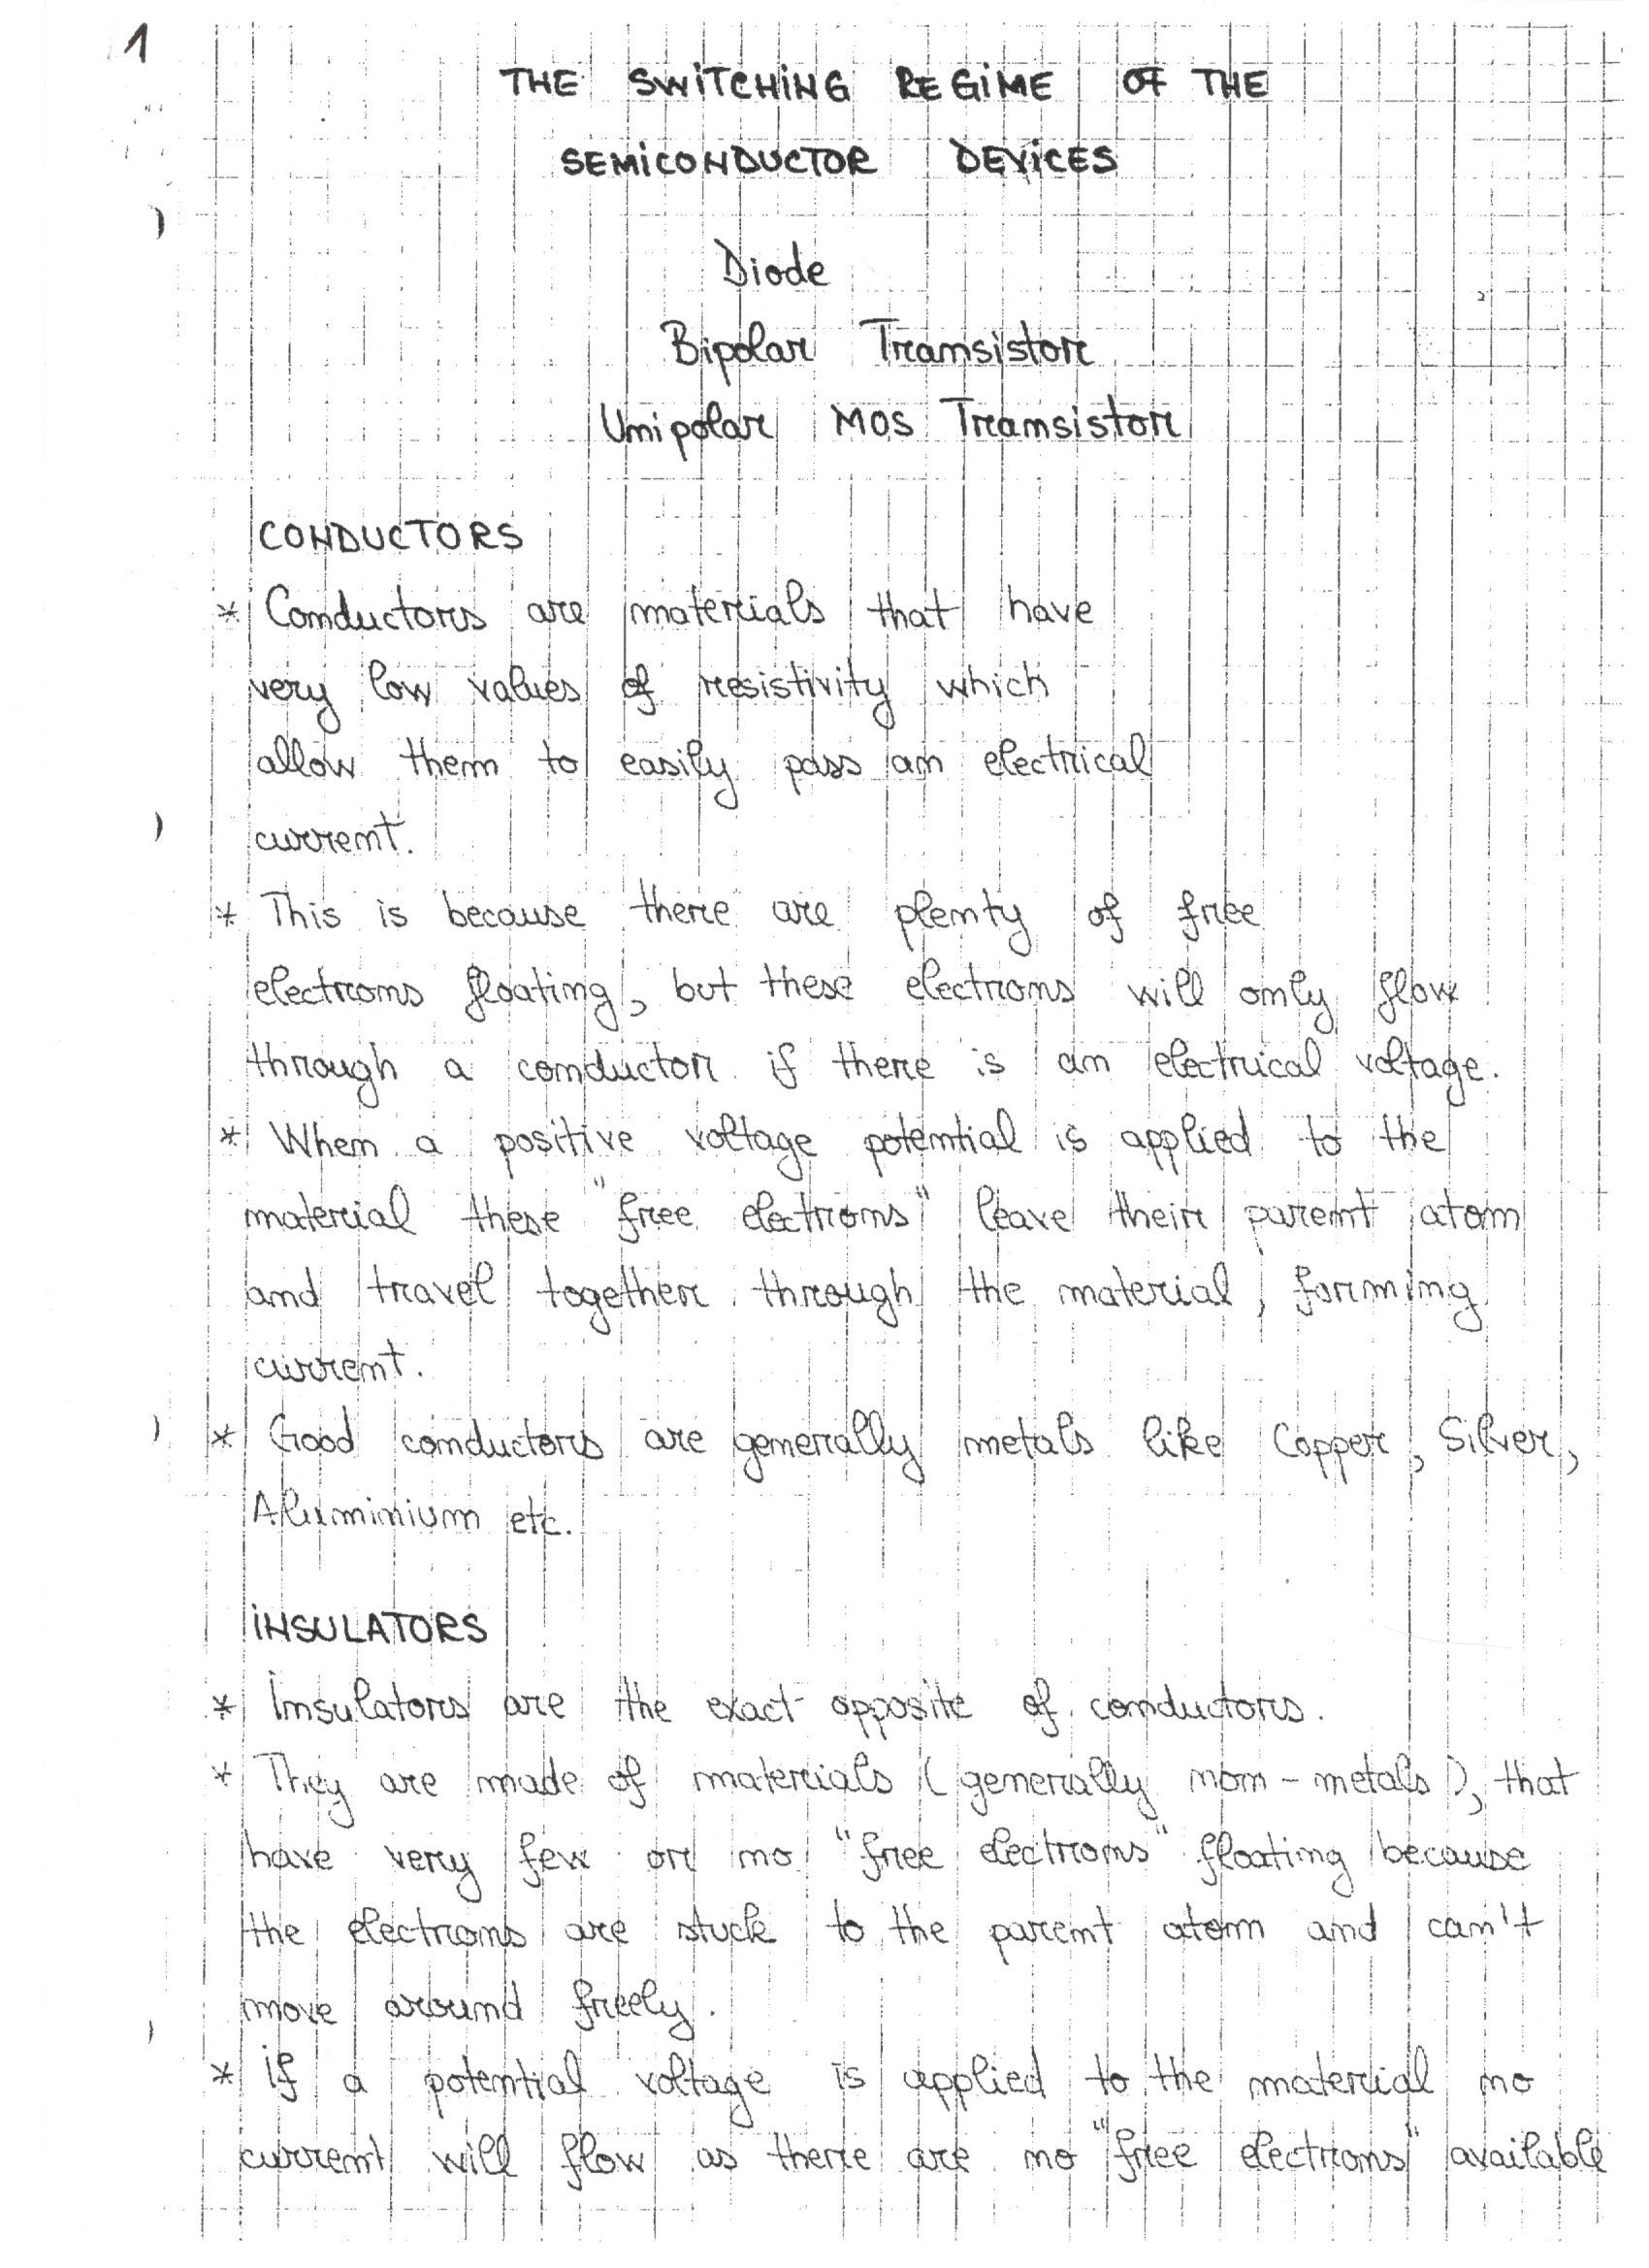 1
THE SWITCHING REGIME OF THE
SEMICONDUCTOR DEVICES
Diode
Bipolar Transistor
Unipolar MOS Transistor
CONDUCTORS
* Conductors are materials that have
very low values of resistivity which
allow them to easily pass an electrical
current.
* This is because there are plenty of free
electrons floating, but these electrons will only flow
through a conductor if there is an electrical voltage.
* When a positive voltage potential is applied to the
material these "free electrons" leave their parent atom
and travel together through the material, forming
current.
* Good conductors are generally metals like Copper, Silver,
Aluminium etc.
INSULATORS
* Insulators are the exact opposite of conductors.
* They are made of materials (generally non-metals), that
have very few or no "free electrons" floating because
the electrons are stuck to the parent atom and can't
move around freely.
* If a potential voltage is applied to the material no
current will flow as there are no "free electrons" available